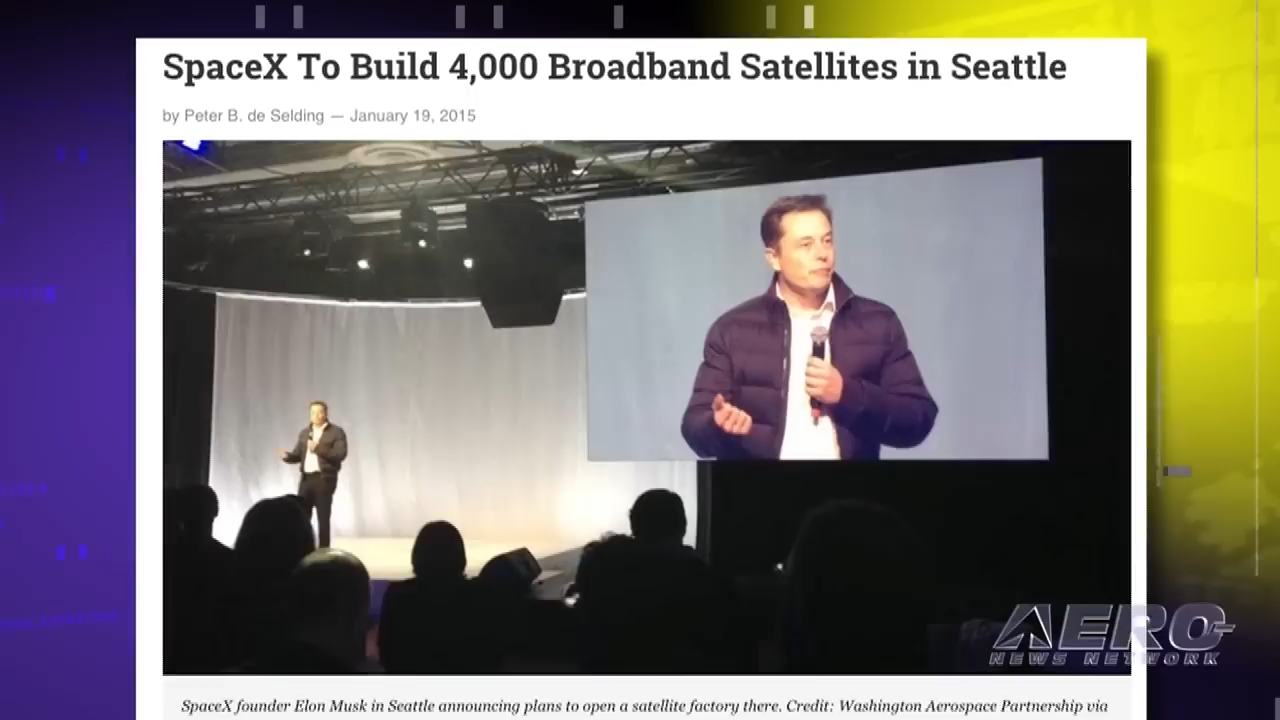 SpaceX To Build 4,000 Broadband Satellites in Seattle
by Peter B. de Selding — January 19, 2015
AERO
NEWS NETWORK
SpaceX founder Elon Musk in Seattle announcing plans to open a satellite factory there. Credit: Washington Aerospace Partnership via